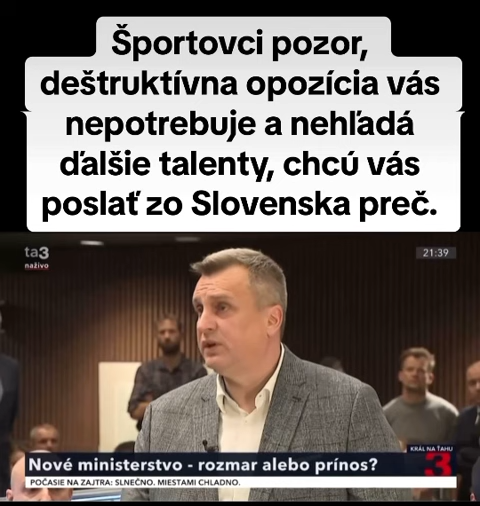 Športovci pozor,
deštruktívna opozícia vás
nepotrebuje a nehľadá
ďalšie talenty, chcú vás
poslať zo Slovenska preč.
ta3
naživo
21:39
KRÁL NA ŤAHU
3
Nové ministerstvo - rozmar alebo prínos?
POČASIE NA ZAJTRA: SLNEČNO. MIESTAMI CHLADNO.